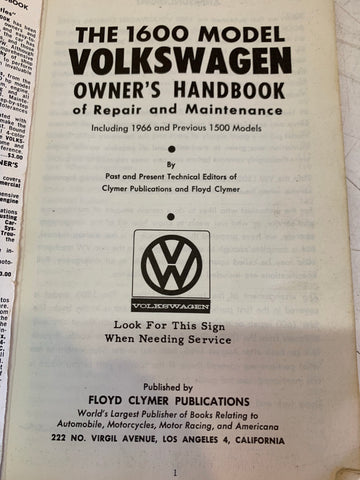 THE 1600 MODEL
VOLKSWAGEN
OWNER'S HANDBOOK
of Repair and Maintenance
Including 1966 and Previous 1500 Models
•
By
Past and Present Technical Editors of
Clymer Publications and Floyd Clymer
•
VOLKSWAGEN
Look For This Sign
When Needing Service
Published by
FLOYD CLYMER PUBLICATIONS
World's Largest Publisher of Books Relating to
Automobile, Motorcycles, Motor Racing, and Americana
222 NO. VIRGIL AVENUE, LOS ANGELES 4, CALIFORNIA
1